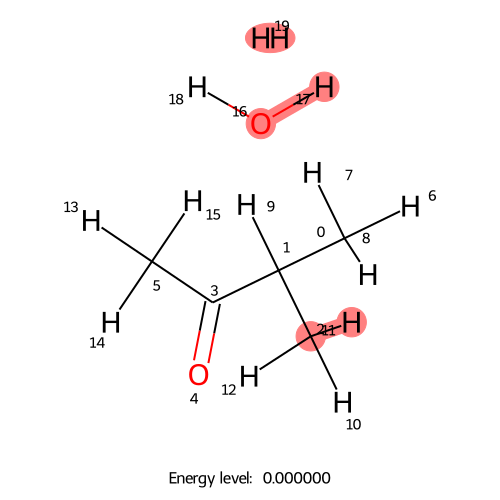 19
HH
H H
18 16 17
O
H 7
H 9 H 6
13 H H 15
0 8
1
H
5 3
14 H 2 11 H
O 12 H
4 H
10
Energy level: 0.000000